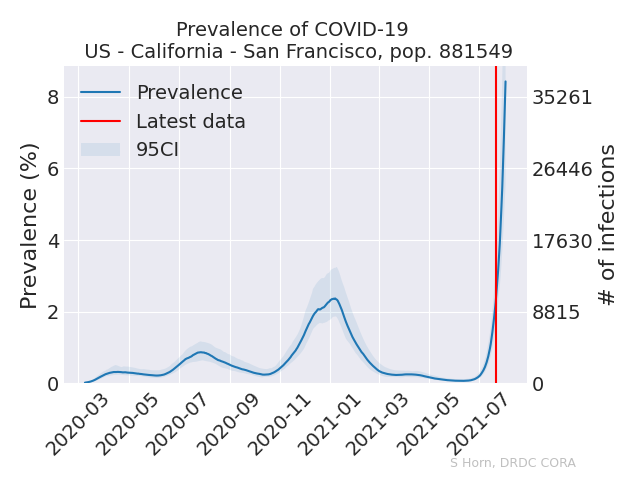 Prevalence of COVID-19
US - California - San Francisco, pop. 881549
Prevalence
Latest data
95CI
Prevalence (%)
8
6
4
2
0
35261
26446
17630
8815
0
# of infections
2020-03
2020-05
2020-07
2020-09
2020-11
2021-01
2021-03
2021-05
2021-07
S Horn, DRDC CORA